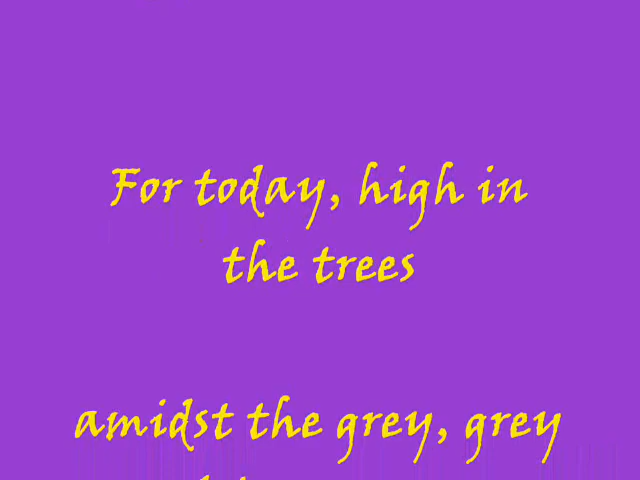 For today, high in
the trees
amidst the grey, grey